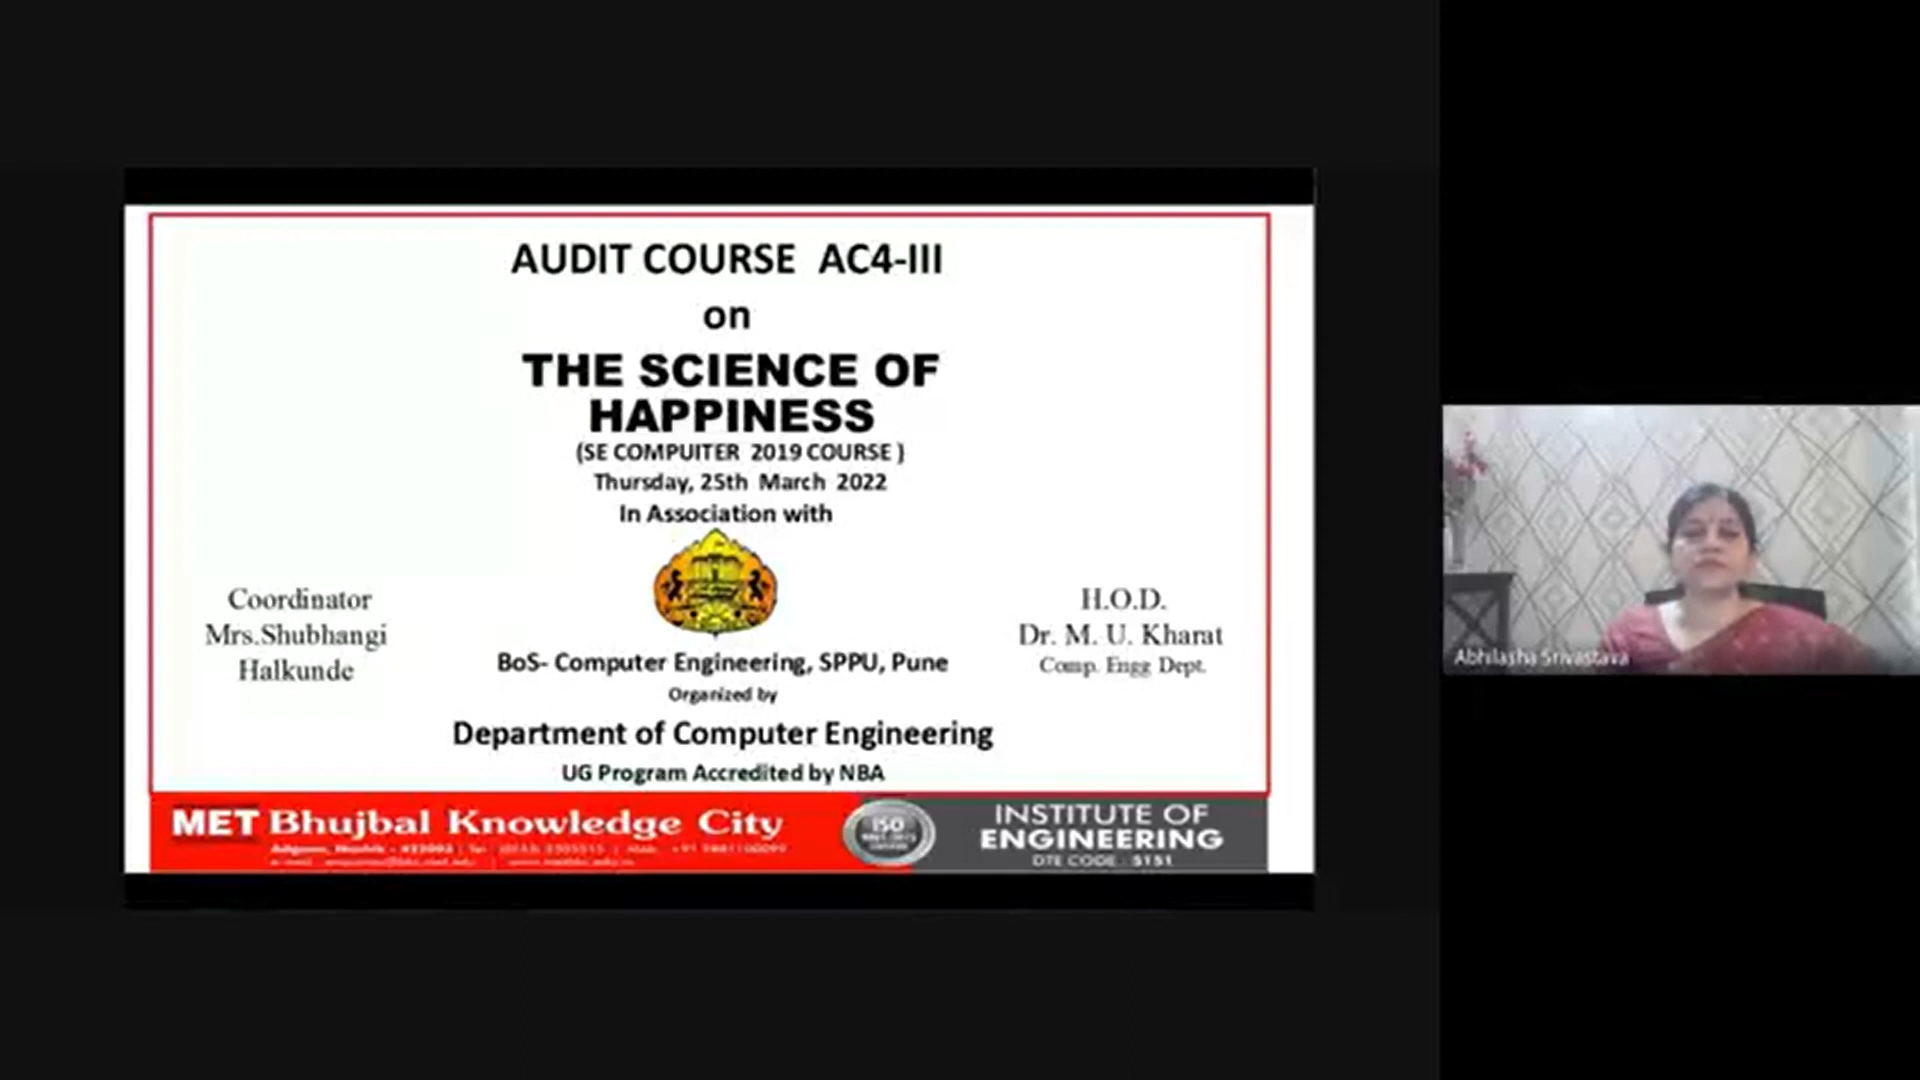 AUDIT COURSE AC4-III
on
THE SCIENCE OF
HAPPINESS
(SE COMPUITER 2019 COURSE )
Thursday, 25th March 2022
In Association with
Coordinator
Mrs.Shubhangi
Halkunde
H.O.D.
Dr. M. U. Kharat
Comp. Engg Dept.
BoS- Computer Engineering, SPPU, Pune
Organized by
Department of Computer Engineering
UG Program Accredited by NBA
MET Bhujbal Knowledge City
ISO
INSTITUTE OF
ENGINEERING
DTE CODE : 5151
Abhilasha Srivastava